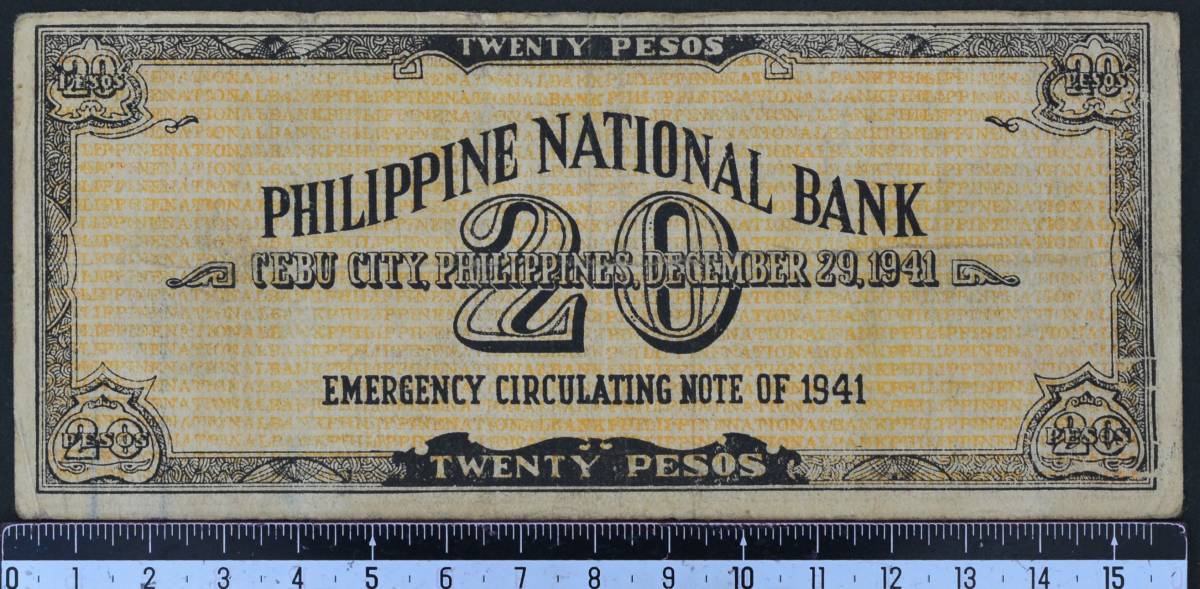 TWENTY PESOS
20 PESOS
20 PESOS
PHILIPPINE NATIONAL BANK
20
CEBU CITY, PHILIPPINES, DECEMBER 29, 1941
EMERGENCY CIRCULATING NOTE OF 1941
20 PESOS
20 PESOS
TWENTY PESOS
0 1 2 3 4 5 6 7 8 9 10 11 12 13 14 15